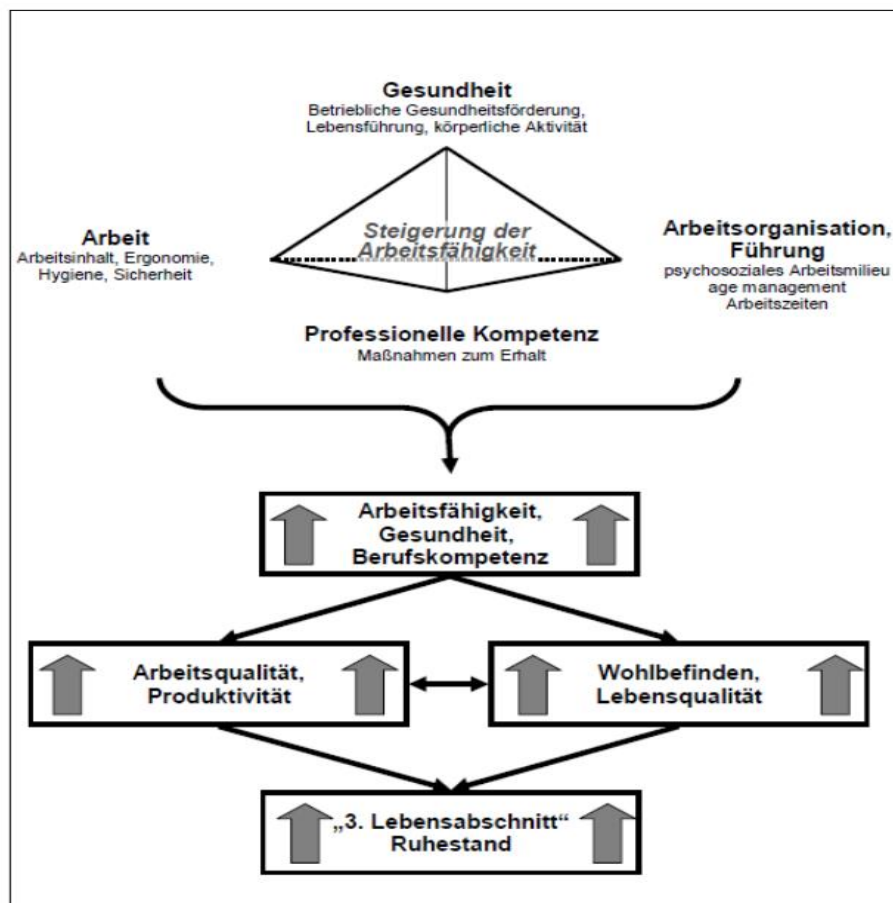 Gesundheit
Betriebliche Gesundheitsförderung,
Lebensführung, körperliche Aktivität
Steigerung der
Arbeitsfähigkeit
Arbeit
Arbeitsinhalt, Ergonomie,
Hygiene, Sicherheit
Arbeitsorganisation,
Führung
psychosoziales Arbeitsmilieu
age management
Arbeitszeiten
Professionelle Kompetenz
Maßnahmen zum Erhalt
Arbeitsfähigkeit,
Gesundheit,
Berufskompetenz
Arbeitsqualität,
Produktivität
Wohlbefinden,
Lebensqualität
„3. Lebensabschnitt“
Ruhestand